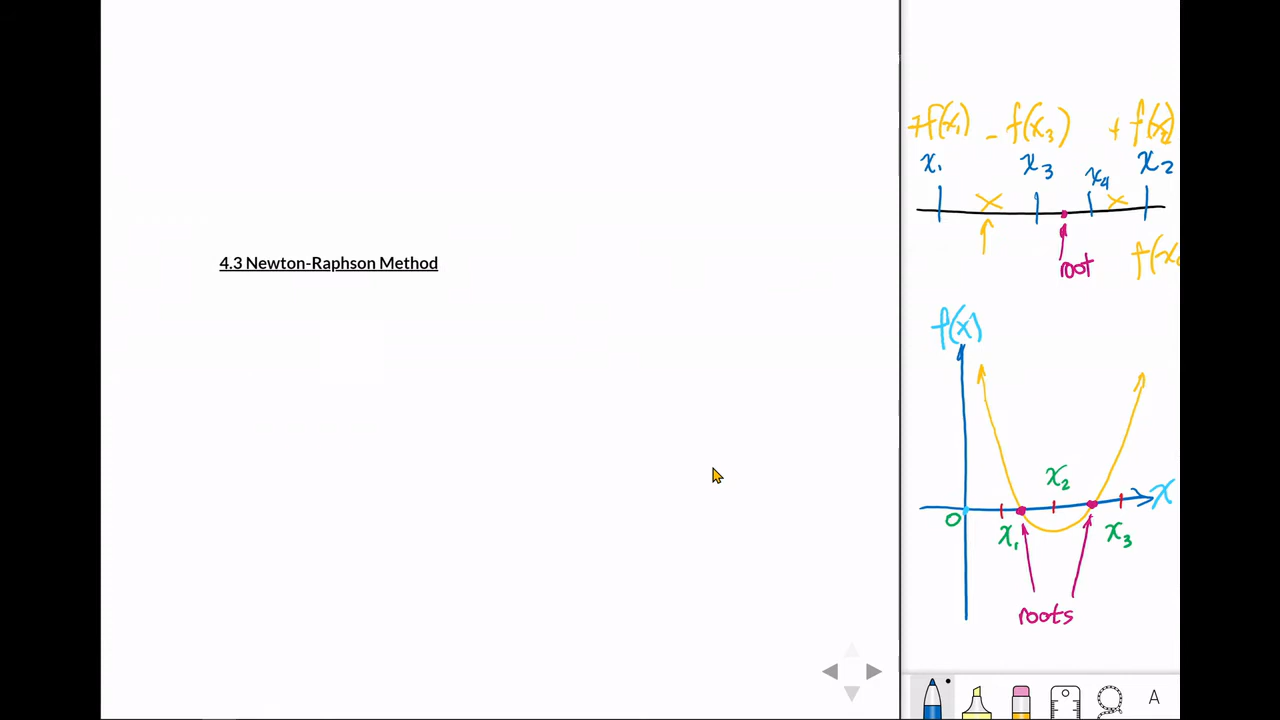 4.3 Newton-Raphson Method
+f(x₁) - f(x₃) + f(x₂
x₁ x₃ x₄ x₂
root
f(x)
x₂
x
0
x₁ x₃
roots
A